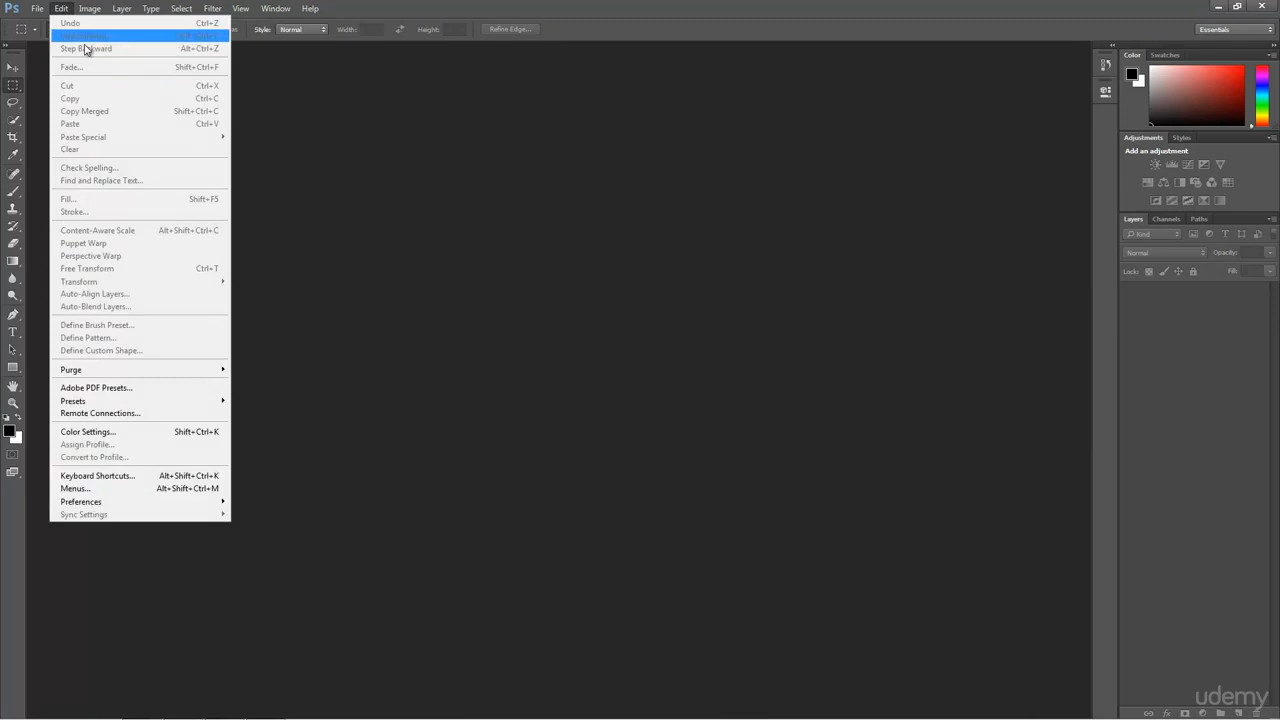 Ps File Edit Image Layer Type Select Filter View Window Help
Style: Normal Width: Height: Refine Edge... Essentials
Undo Ctrl+Z
Step Backward Alt+Ctrl+Z
Fade... Shift+Ctrl+F
Cut Ctrl+X
Copy Ctrl+C
Copy Merged Shift+Ctrl+C
Paste Ctrl+V
Paste Special
Clear
Check Spelling...
Find and Replace Text...
Fill... Shift+F5
Stroke...
Content-Aware Scale Alt+Shift+Ctrl+C
Puppet Warp
Perspective Warp
Free Transform Ctrl+T
Transform
Auto-Align Layers...
Auto-Blend Layers...
Define Brush Preset...
Define Pattern...
Define Custom Shape...
Purge
Adobe PDF Presets...
Presets
Remote Connections...
Color Settings... Shift+Ctrl+K
Assign Profile...
Convert to Profile...
Keyboard Shortcuts... Alt+Shift+Ctrl+K
Menus... Alt+Shift+Ctrl+M
Preferences
Sync Settings
Color Swatches
Adjustments Styles
Add an adjustment
Layers Channels Paths
Kind
Normal Opacity:
Lock: Fill:
udemy